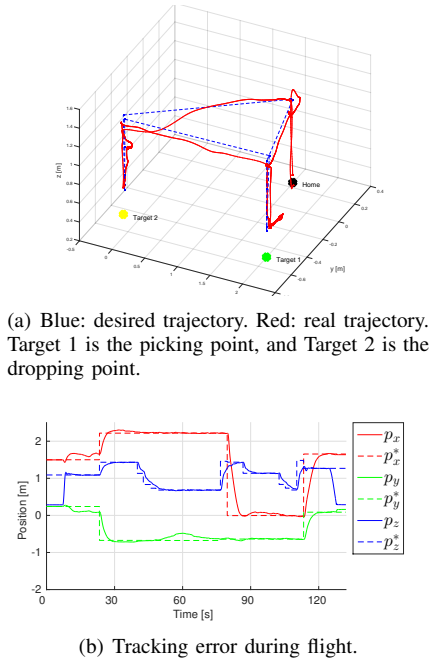 1.6
1.4
1.2
1
0.8
0.6
0.4
0.2
z [m]
Home
Target 2
Target 1
0.4
0.2
0
-0.2
-0.4
-0.6
y [m]
-0.5
0
0.5
1
1.5
2
(a) Blue: desired trajectory. Red: real trajectory.
Target 1 is the picking point, and Target 2 is the
dropping point.
2
1
0
-1
-2
Position [m]
0 30 60 90 120
Time [s]
p_x
p_x^*
p_y
p_y^*
p_z
p_z^*
(b) Tracking error during flight.